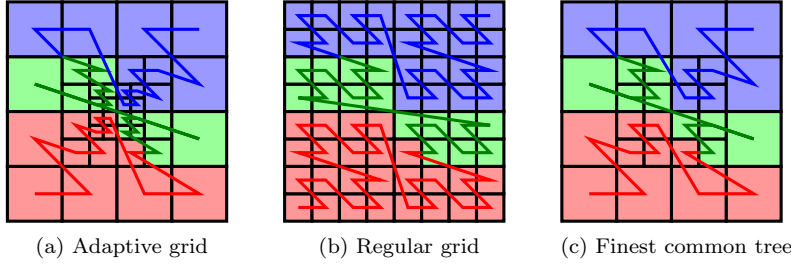 (a) Adaptive grid
(b) Regular grid
(c) Finest common tree